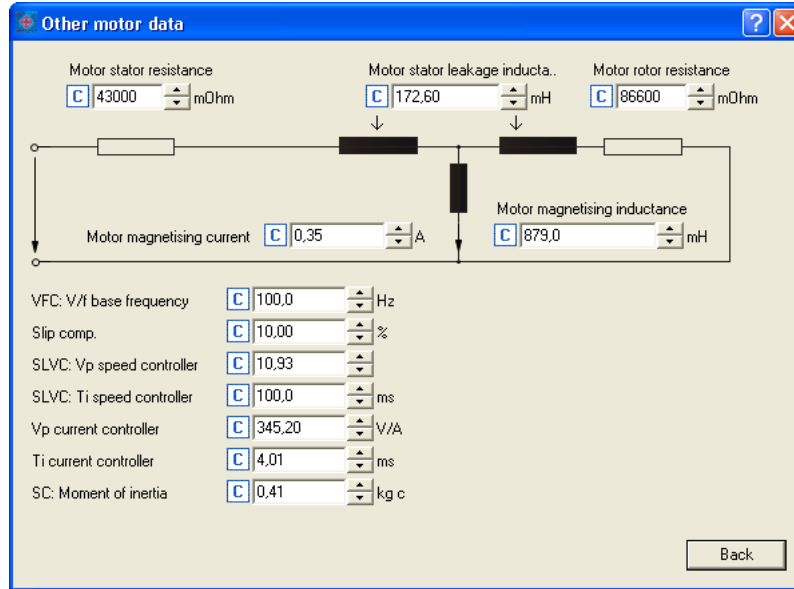 Other motor data
Motor stator resistance
C 43000 mOhm
Motor stator leakage inducta..
C 172,60 mH
Motor rotor resistance
C 86600 mOhm
Motor magnetising current C 0,35 A
Motor magnetising inductance
C 879,0 mH
VFC: V/f base frequency C 100,0 Hz
Slip comp. C 10,00 %
SLVC: Vp speed controller C 10,93
SLVC: Ti speed controller C 100,0 ms
Vp current controller C 345,20 V/A
Ti current controller C 4,01 ms
SC: Moment of inertia C 0,41 kg c
Back